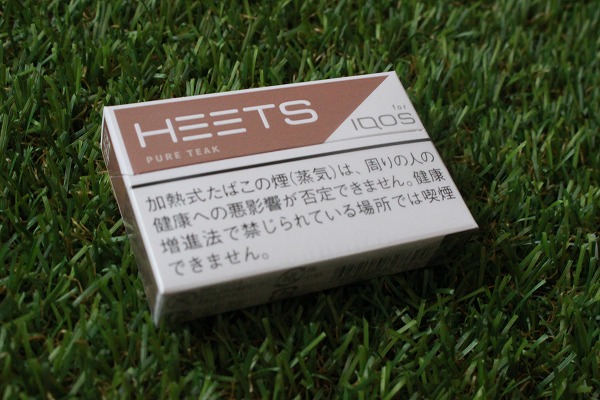 HEETS
for
IQOS
PURE TEAK
加熱式たばこの煙(蒸気)は、周りの人の
健康への悪影響が否定できません。健康
増進法で禁じられている場所では喫煙
できません。